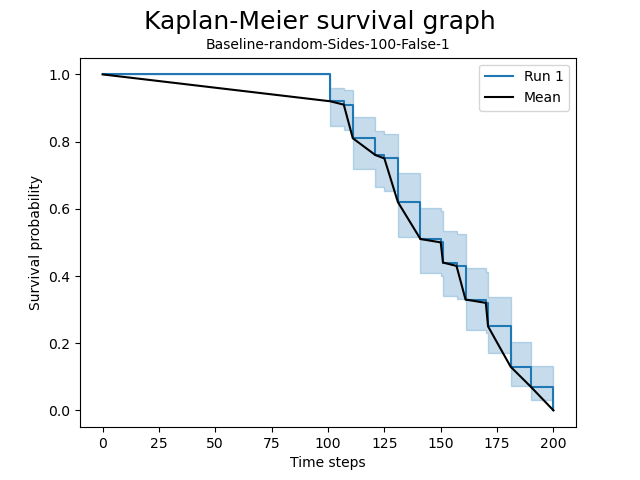 Kaplan-Meier survival graph
Baseline-random-Sides-100-False-1
Run 1
Mean
Survival probability
1.0
0.8
0.6
0.4
0.2
0.0
0 25 50 75 100 125 150 175 200
Time steps